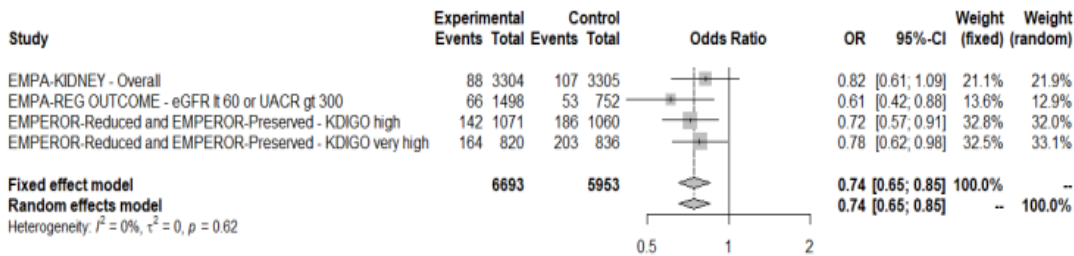 Experimental Control Weight Weight
Study Events Total Events Total Odds Ratio OR 95%-CI (fixed) (random)
EMPA-KIDNEY - Overall 88 3304 107 3305 0.82 [0.61; 1.09] 21.1% 21.9%
EMPA-REG OUTCOME - eGFR lt 60 or UACR gt 300 66 1498 53 752 0.61 [0.42; 0.88] 13.6% 12.9%
EMPEROR-Reduced and EMPEROR-Preserved - KDIGO high 142 1071 186 1060 0.72 [0.57; 0.91] 32.8% 32.0%
EMPEROR-Reduced and EMPEROR-Preserved - KDIGO very high 164 820 203 836 0.78 [0.62; 0.98] 32.5% 33.1%
Fixed effect model 6693 5953 0.74 [0.65; 0.85] 100.0% --
Random effects model 0.74 [0.65; 0.85] -- 100.0%
Heterogeneity: I² = 0%, τ² = 0, p = 0.62
0.5 1 2